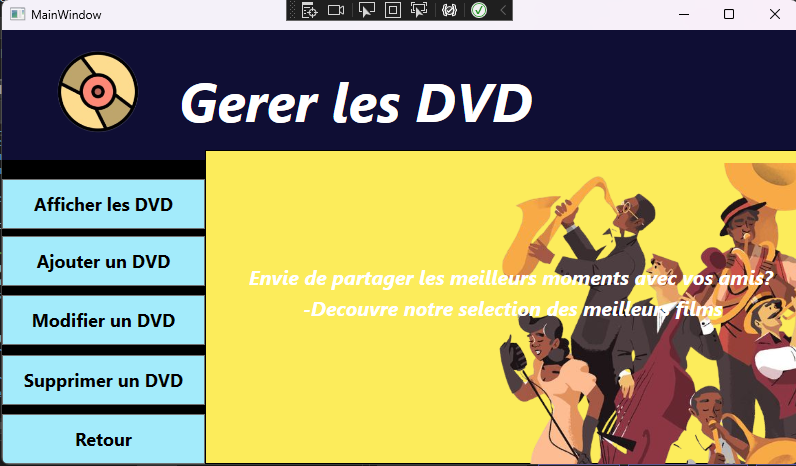 MainWindow
Gerer les DVD
Afficher les DVD
Ajouter un DVD
Modifier un DVD
Supprimer un DVD
Retour
Envie de partager les meilleurs moments avec vos amis?
-Decouvre notre selection des meilleurs films